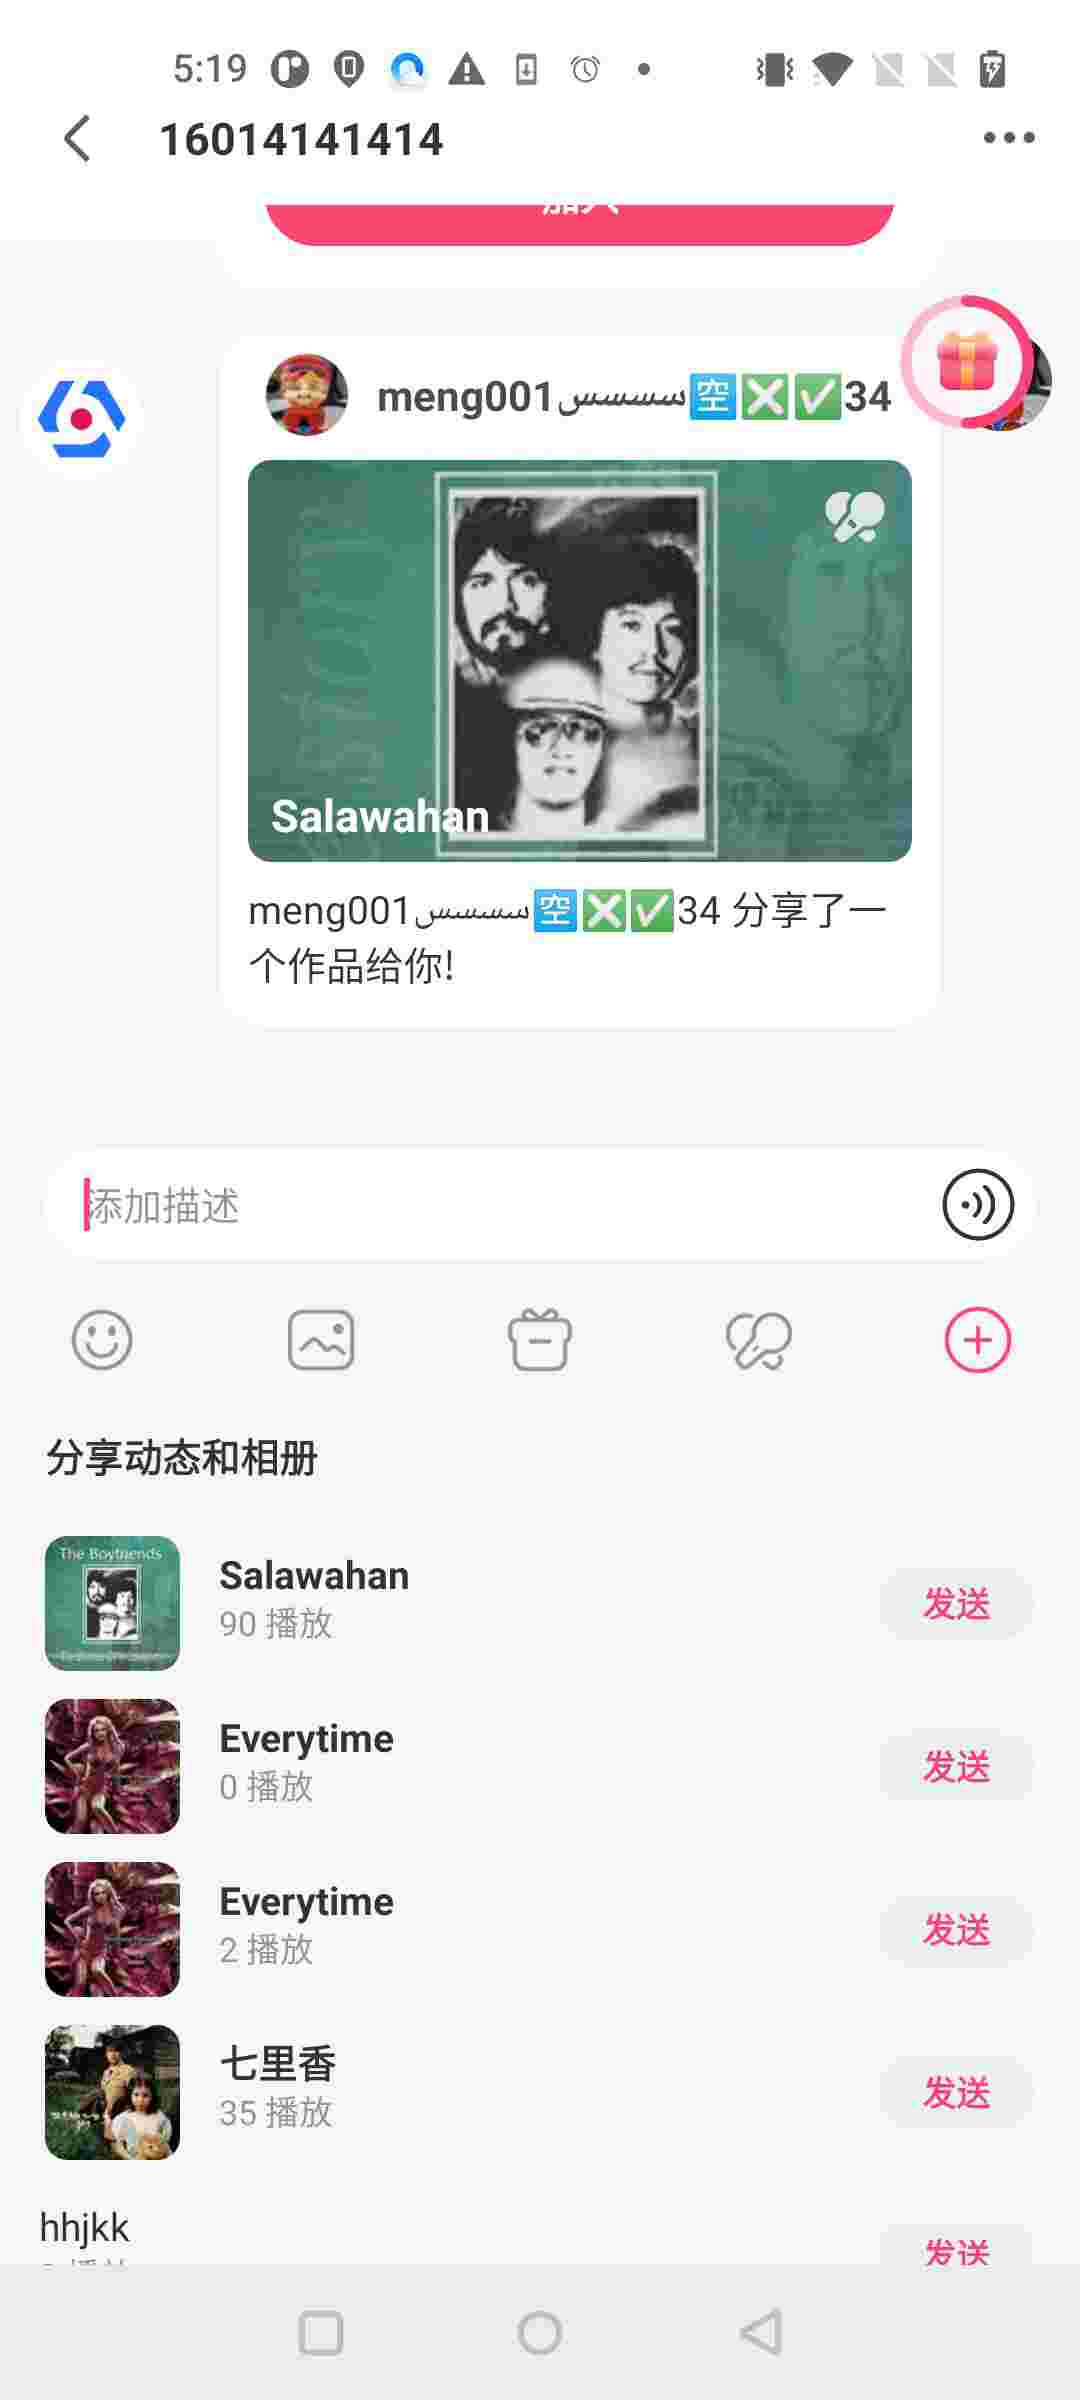 5:19
16014141414
meng001سسسس🈳❎✅34
Salawahan
meng001سسسس🈳❎✅34 分享了一
个作品给你!
添加描述
分享动态和相册
The Boyfriends
Salawahan
90 播放
发送
Everytime
0 播放
发送
Everytime
2 播放
发送
七里香
35 播放
发送
hhjkk
发送